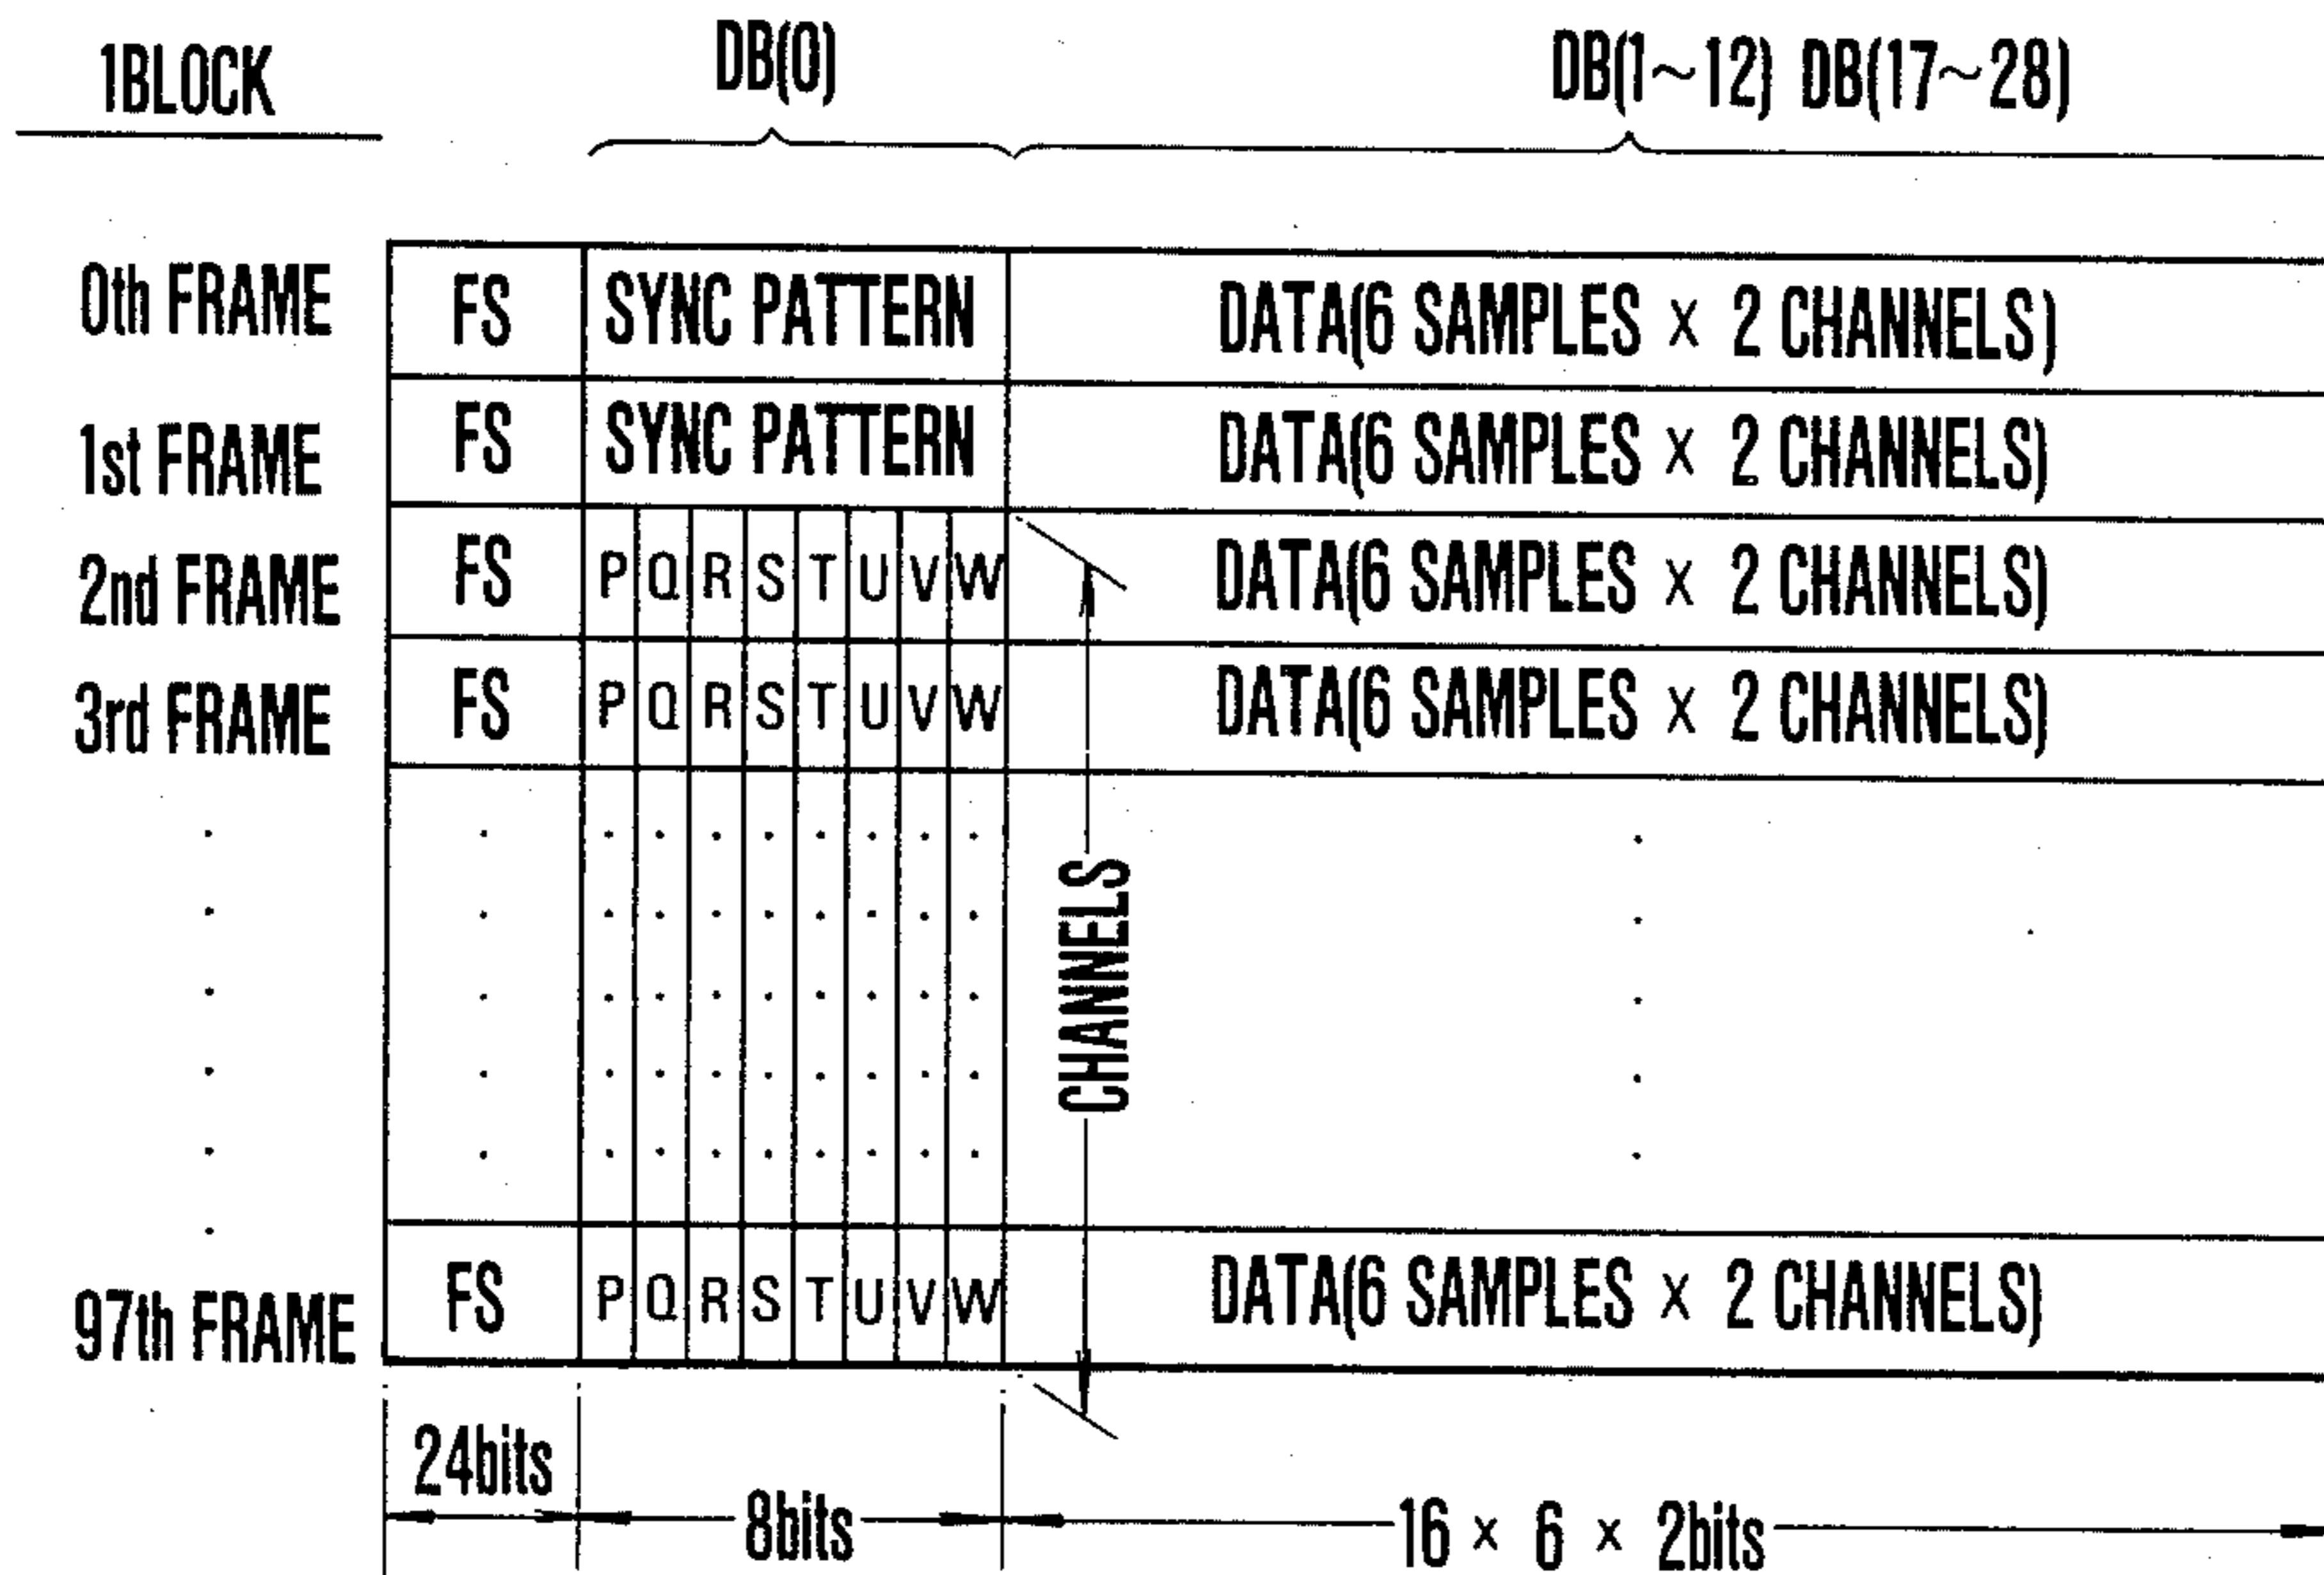 1BLOCK DB(0) DB(1~12) DB(17~28)
0th FRAME FS SYNC PATTERN DATA(6 SAMPLES × 2 CHANNELS)
1st FRAME FS SYNC PATTERN DATA(6 SAMPLES × 2 CHANNELS)
2nd FRAME FS P Q R S T U V W DATA(6 SAMPLES × 2 CHANNELS)
3rd FRAME FS P Q R S T U V W DATA(6 SAMPLES × 2 CHANNELS)
CHANNELS
97th FRAME FS P Q R S T U V W DATA(6 SAMPLES × 2 CHANNELS)
24bits 8bits 16 × 6 × 2bits